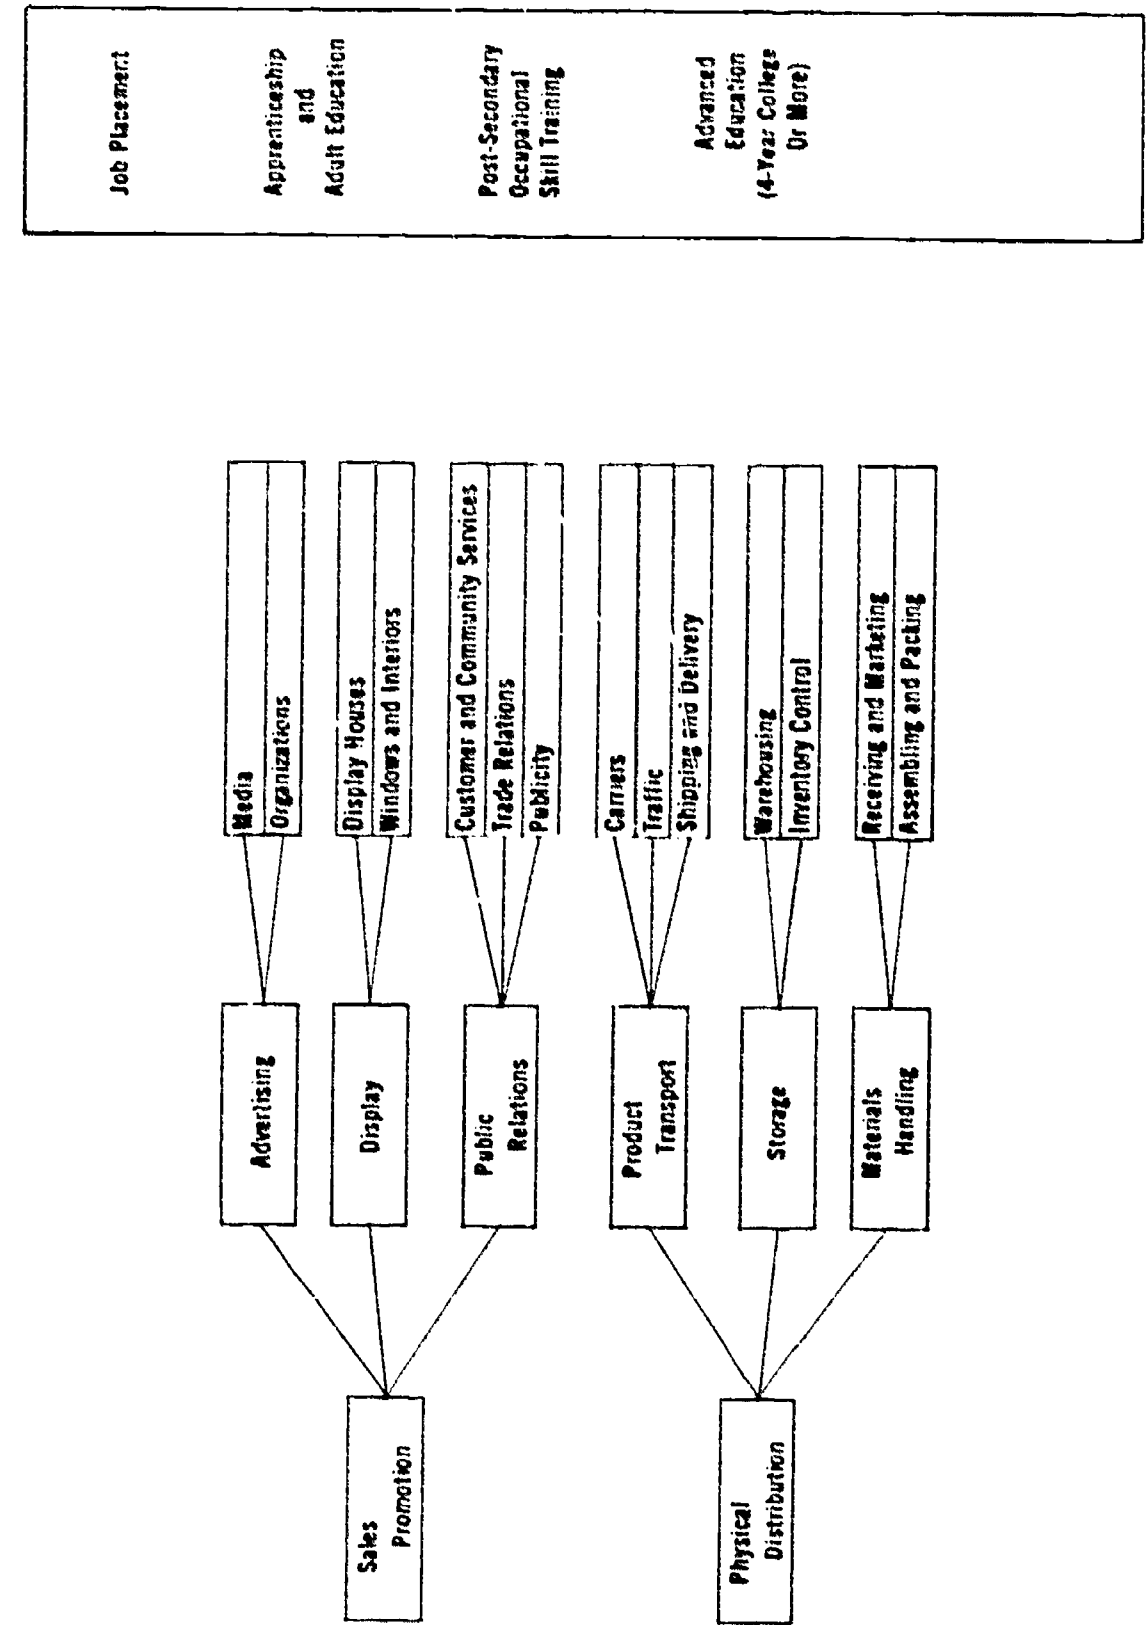 Sales
Promotion
Physical
Distribution
Advertising
Display
Public
Relations
Product
Transport
Storage
Materials
Handling
Media
Organizations
Display Houses
Windows and Interiors
Customer and Community Services
Trade Relations
Publicity
Carriers
Traffic
Shipping and Delivery
Warehousing
Inventory Control
Receiving and Marketing
Assembling and Packing
Job Placement
Apprenticeship
and
Adult Education
Post-Secondary
Occupational
Skill Training
Advanced
Education
(4-Year College
Or More)